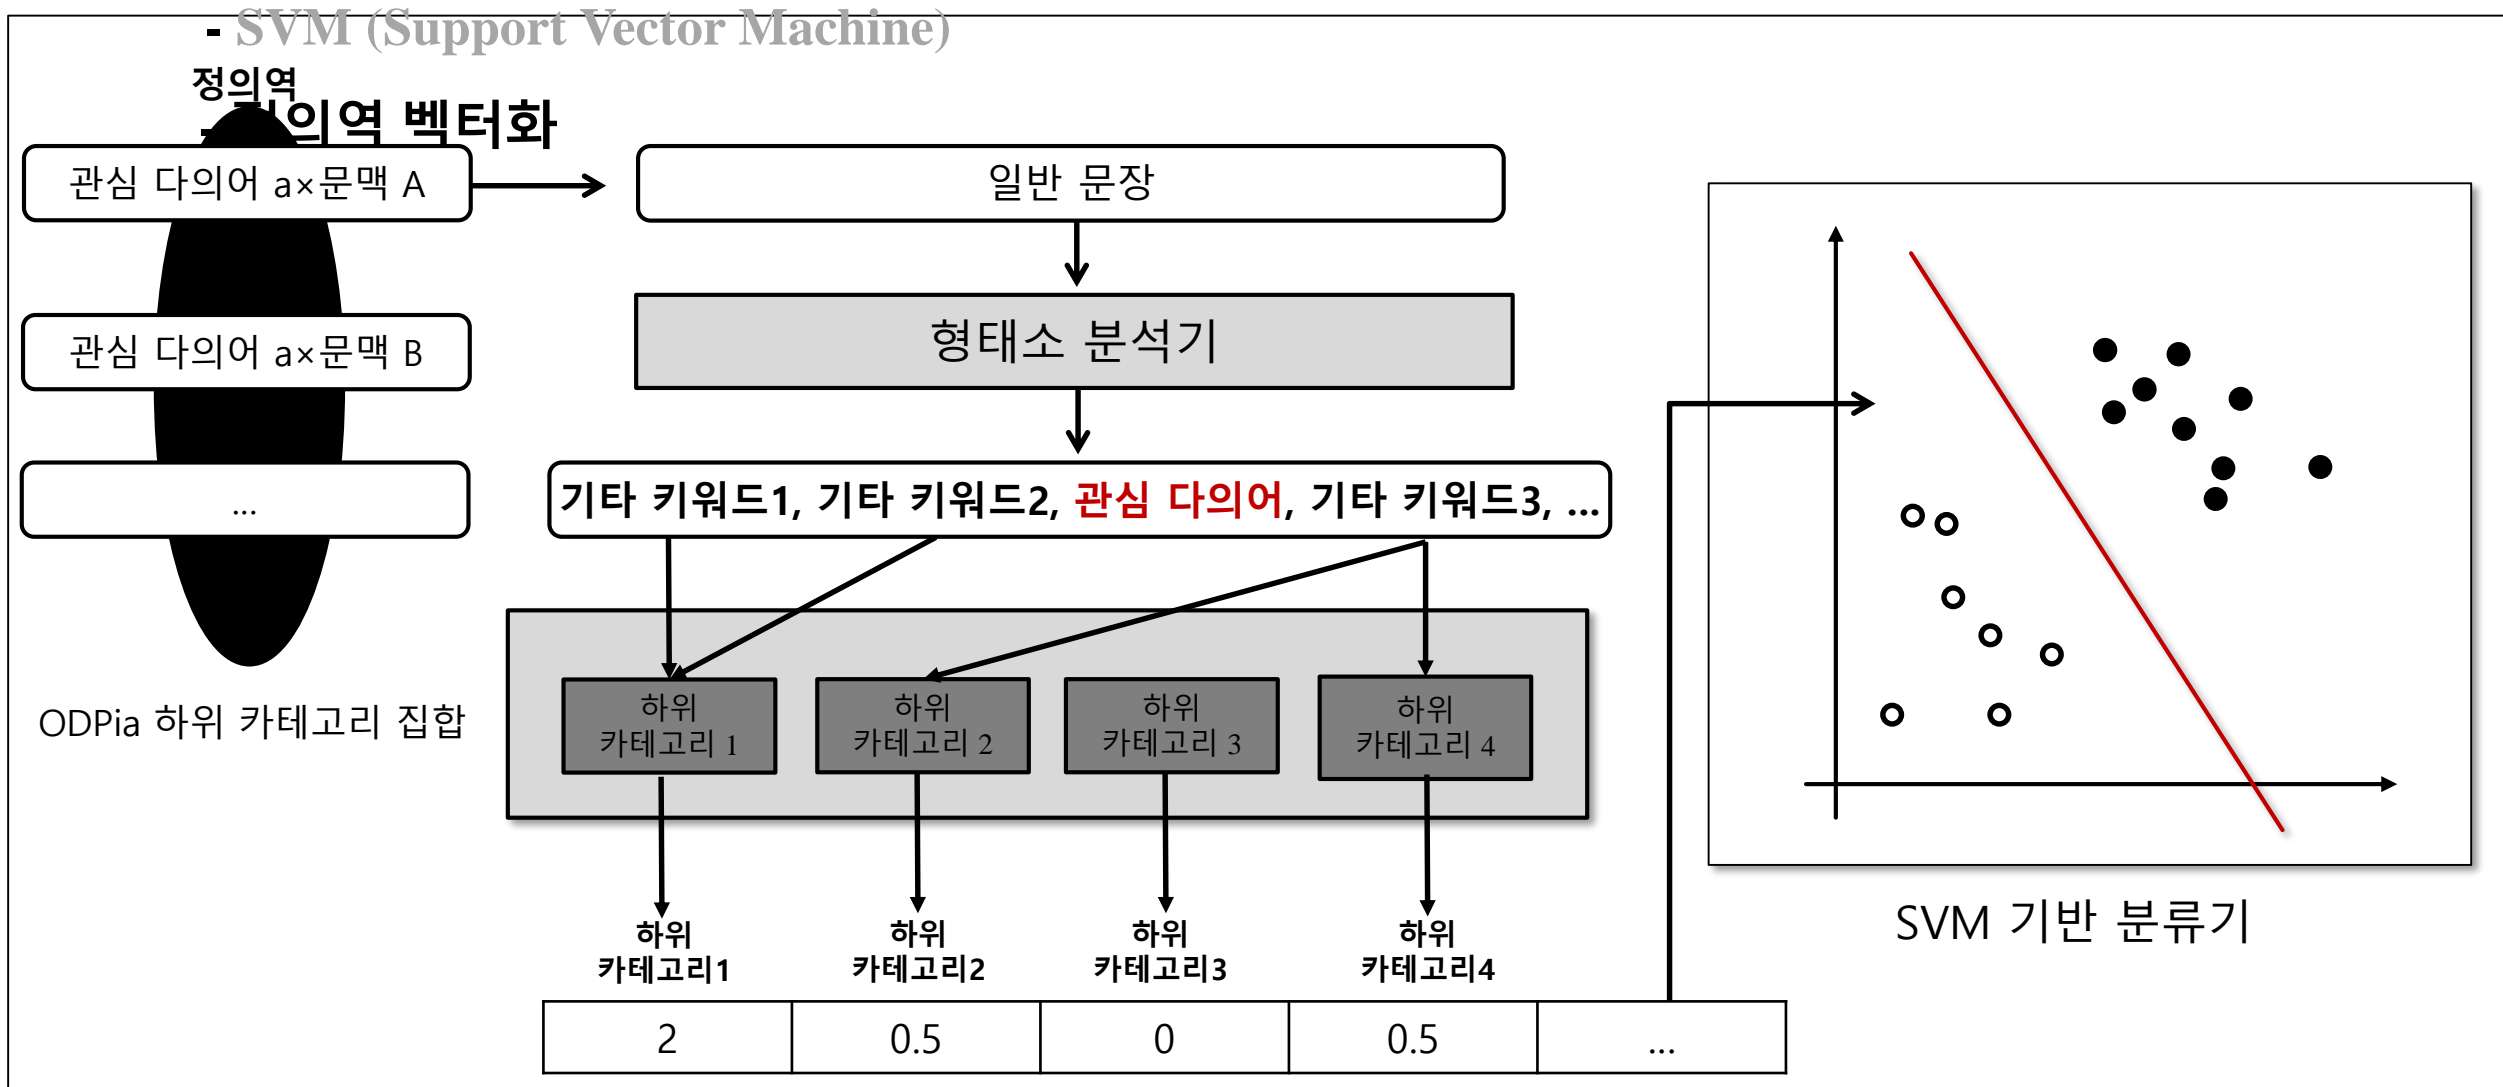 - SVM (Support Vector Machine)
정의역
의역 벡터화
관심 다의어 a×문맥 A
일반 문장
형태소 분석기
관심 다의어 a×문맥 B
...
기타 키워드1, 기타 키워드2, 관심 다의어, 기타 키워드3, ...
ODPia 하위 카테고리 집합
하위
카테고리 1
하위
카테고리 2
하위
카테고리 3
하위
카테고리 4
하위
카테고리1
하위
카테고리2
하위
카테고리3
하위
카테고리4
2
0.5
0
0.5
...
SVM 기반 분류기